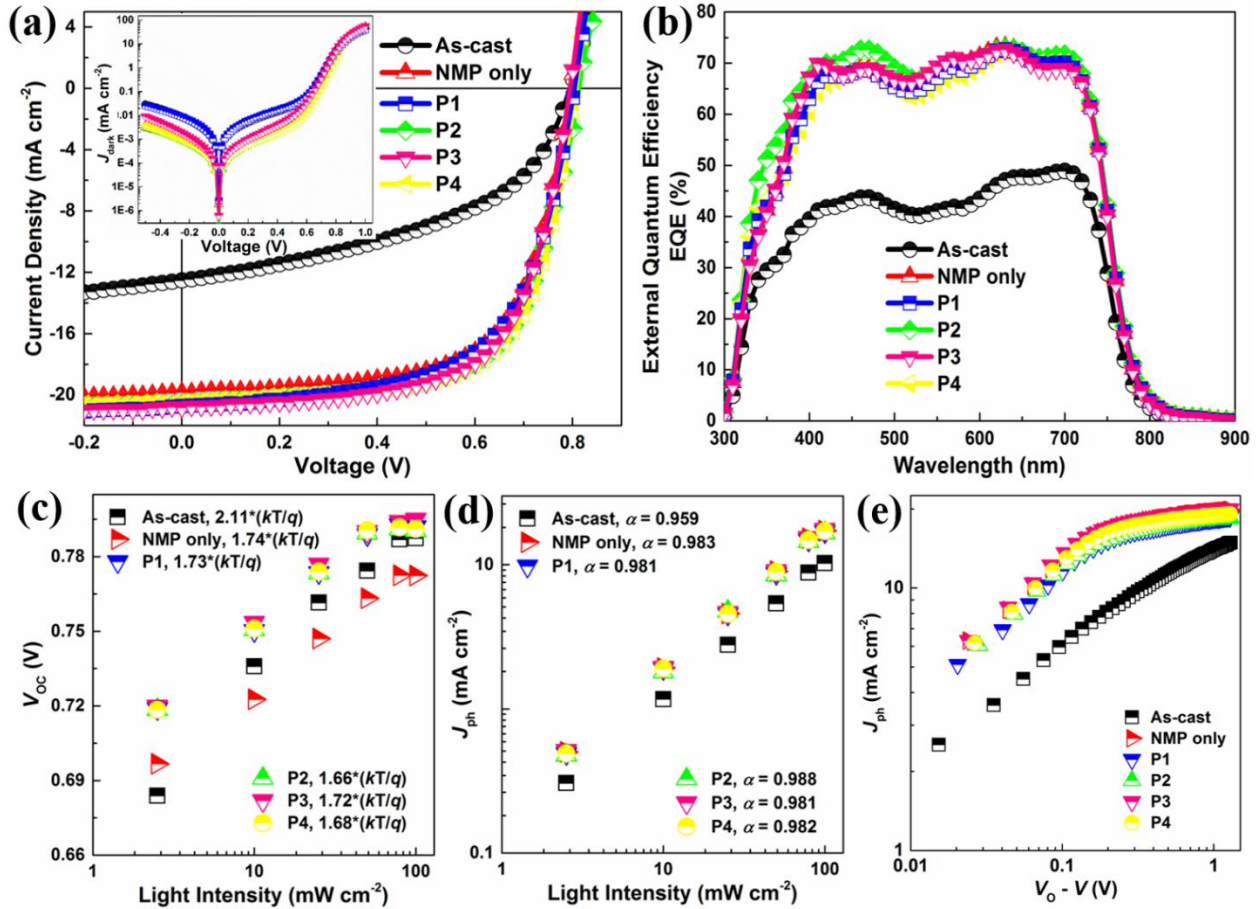 (a)
4
0
-4
-8
-12
-16
-20
Current Density (mA cm-2)
-0.2
0.0
0.2
0.4
0.6
0.8
Voltage (V)
100
10
1
0.1
0.01
1E-3
1E-4
1E-5
1E-6
Jdark (mA cm-2)
-0.4 -0.2 0.0 0.2 0.4 0.6 0.8 1.0
Voltage (V)
As-cast
NMP only
P1
P2
P3
P4
(b)
80
70
60
50
40
30
20
10
0
External Quantum Efficiency
EQE (%)
300 400 500 600 700 800 900
Wavelength (nm)
As-cast
NMP only
P1
P2
P3
P4
(c)
As-cast, 2.11*(kT/q)
NMP only, 1.74*(kT/q)
P1, 1.73*(kT/q)
P2, 1.66*(kT/q)
P3, 1.72*(kT/q)
P4, 1.68*(kT/q)
0.78
0.75
0.72
0.69
0.66
VOC (V)
1
10
100
Light Intensity (mW cm-2)
(d)
As-cast, α = 0.959
NMP only, α = 0.983
P1, α = 0.981
P2, α = 0.988
P3, α = 0.981
P4, α = 0.982
10
1
0.1
Jph (mA cm-2)
1
10
100
Light Intensity (mW cm-2)
(e)
10
1
Jph (mA cm-2)
As-cast
NMP only
P1
P2
P3
P4
0.01
0.1
1
VO - V (V)